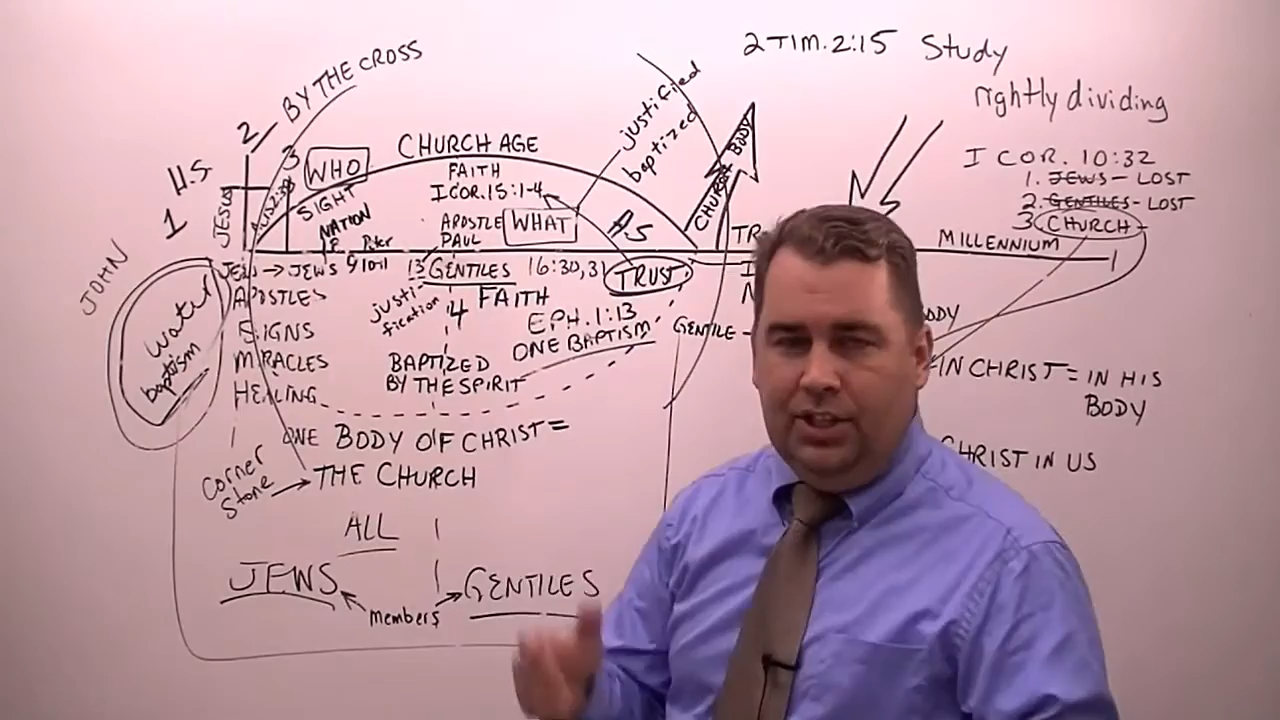 2 TIM. 2:15 Study
rightly dividing
I COR. 10:32
1. JEWS - LOST
2. GENTILES - LOST
3 CHURCH
BY THE CROSS
2
3
WHO
SIGHT
NATION
CHURCH AGE
FAITH
I COR. 15:1-4
APOSTLE
PAUL
WHAT
justified
baptized
CHURCH BODY
1
JESUS
JOHN
water
baptism
JEWS → JEWS
Peter
9 10-11
13 GENTILES 16:30,31
TRUST
MILLENNIUM
APOSTLES
SIGNS
MIRACLES
HEALING
justi-
fication
4
FAITH
EPH. 1:13
ONE BAPTISM
GENTILE -
BAPTIZED
BY THE SPIRIT
ONE BODY OF CHRIST =
THE CHURCH
corner
stone
ALL
JEWS
members
GENTILES
IN CHRIST = IN HIS
BODY
CHRIST IN US